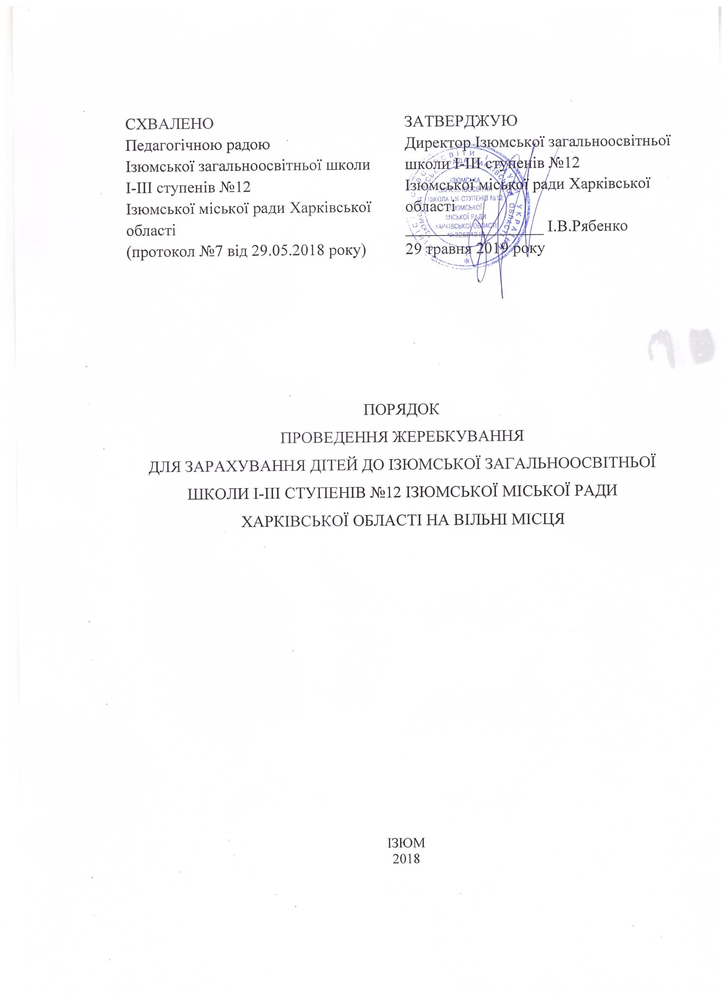 СХВАЛЕНО
Педагогічною радою
Ізюмської загальноосвітньої школи
І-ІІІ ступенів №12
Ізюмської міської ради Харківської
області
(протокол №7 від 29.05.2018 року)
ЗАТВЕРДЖУЮ
Директор Ізюмської загальноосвітньої
школи І-ІІІ ступенів №12
Ізюмської міської ради Харківської
області
І.В.Рябенко
29 травня 2019 року
ІЗЮМСЬКА
ЗАГАЛЬНООСВІТНЯ
ШКОЛА І-ІІІ СТУПЕНІВ №12
ІЗЮМСЬКОЇ
МІСЬКОЇ РАДИ
ХАРКІВСЬКОЇ ОБЛАСТІ
ПОРЯДОК
ПРОВЕДЕННЯ ЖЕРЕБКУВАННЯ
ДЛЯ ЗАРАХУВАННЯ ДІТЕЙ ДО ІЗЮМСЬКОЇ ЗАГАЛЬНООСВІТНЬОЇ
ШКОЛИ І-ІІІ СТУПЕНІВ №12 ІЗЮМСЬКОЇ МІСЬКОЇ РАДИ
ХАРКІВСЬКОЇ ОБЛАСТІ НА ВІЛЬНІ МІСЦЯ
ІЗЮМ
2018